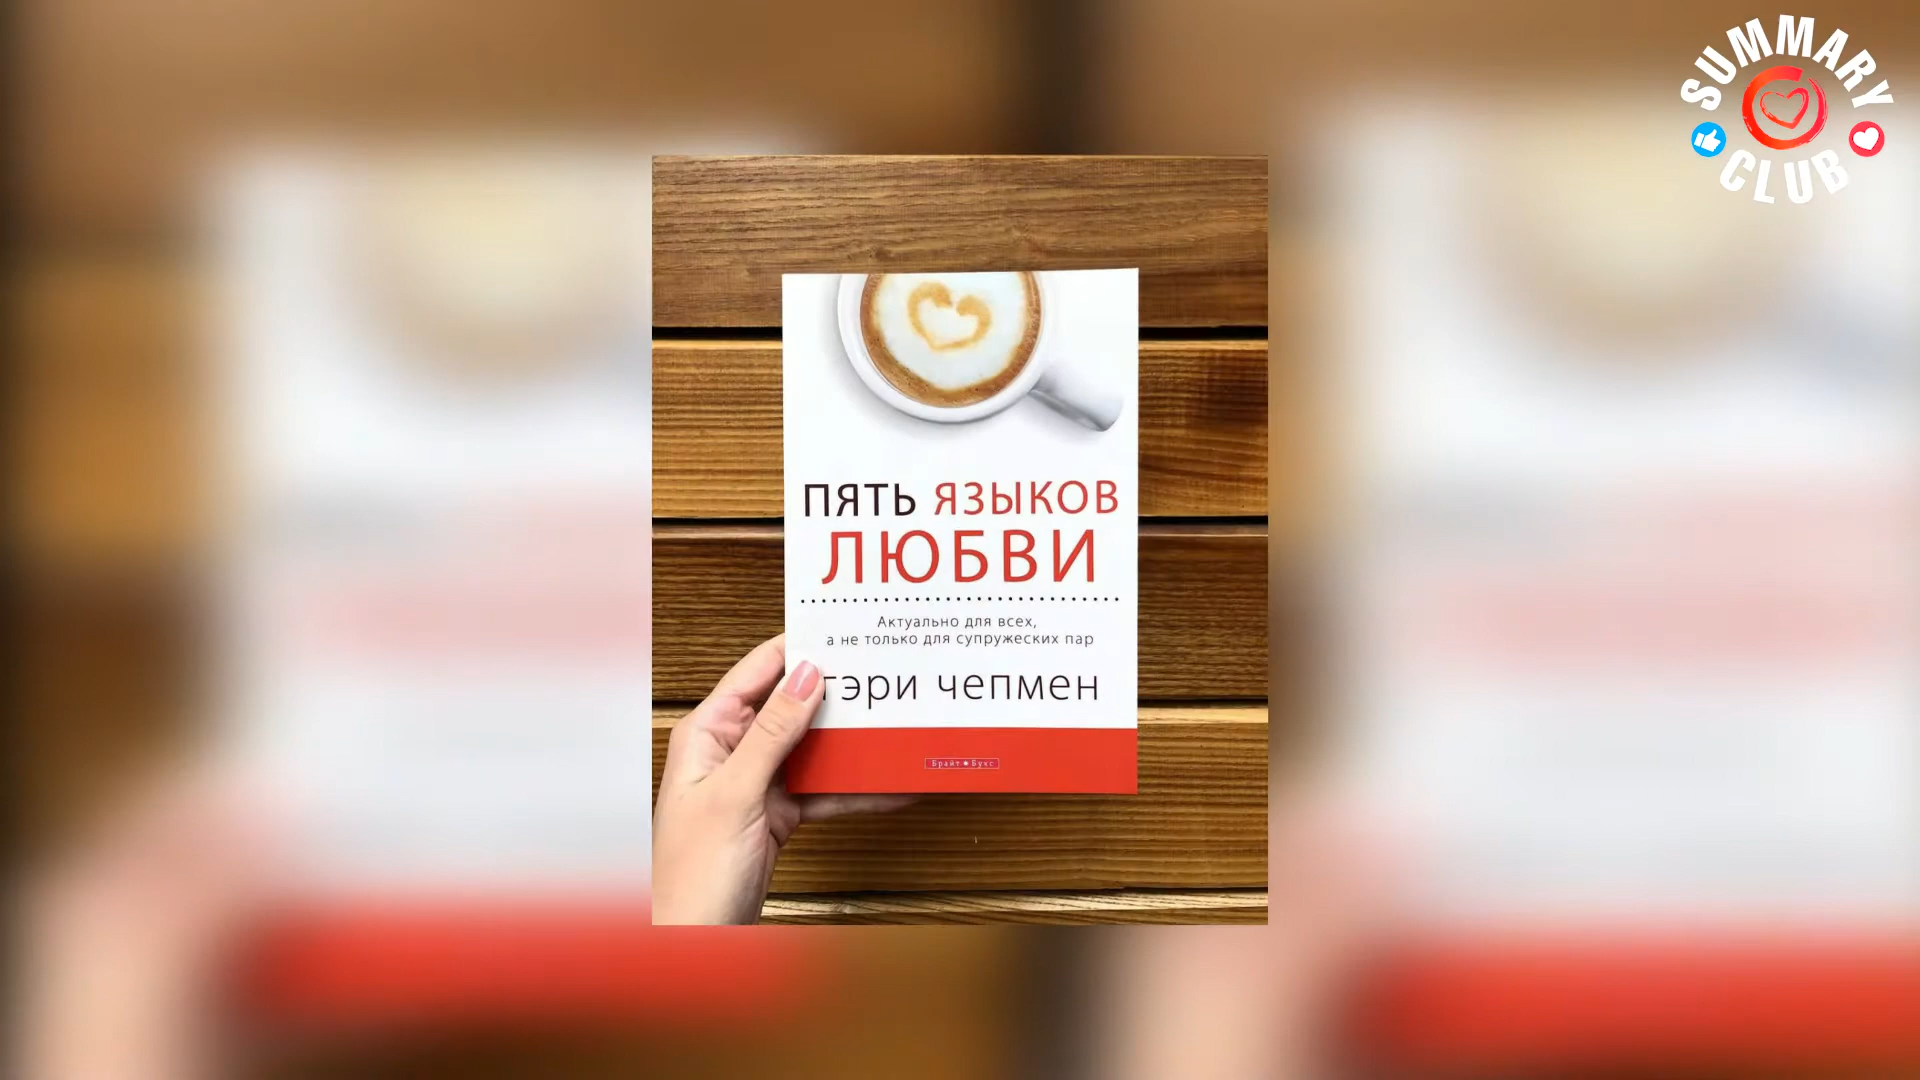 SUMMARY
CLUB
ПЯТЬ ЯЗЫКОВ
ЛЮБВИ
Актуально для всех,
а не только для супружеских пар
гэри чепмен
Брайт Букс